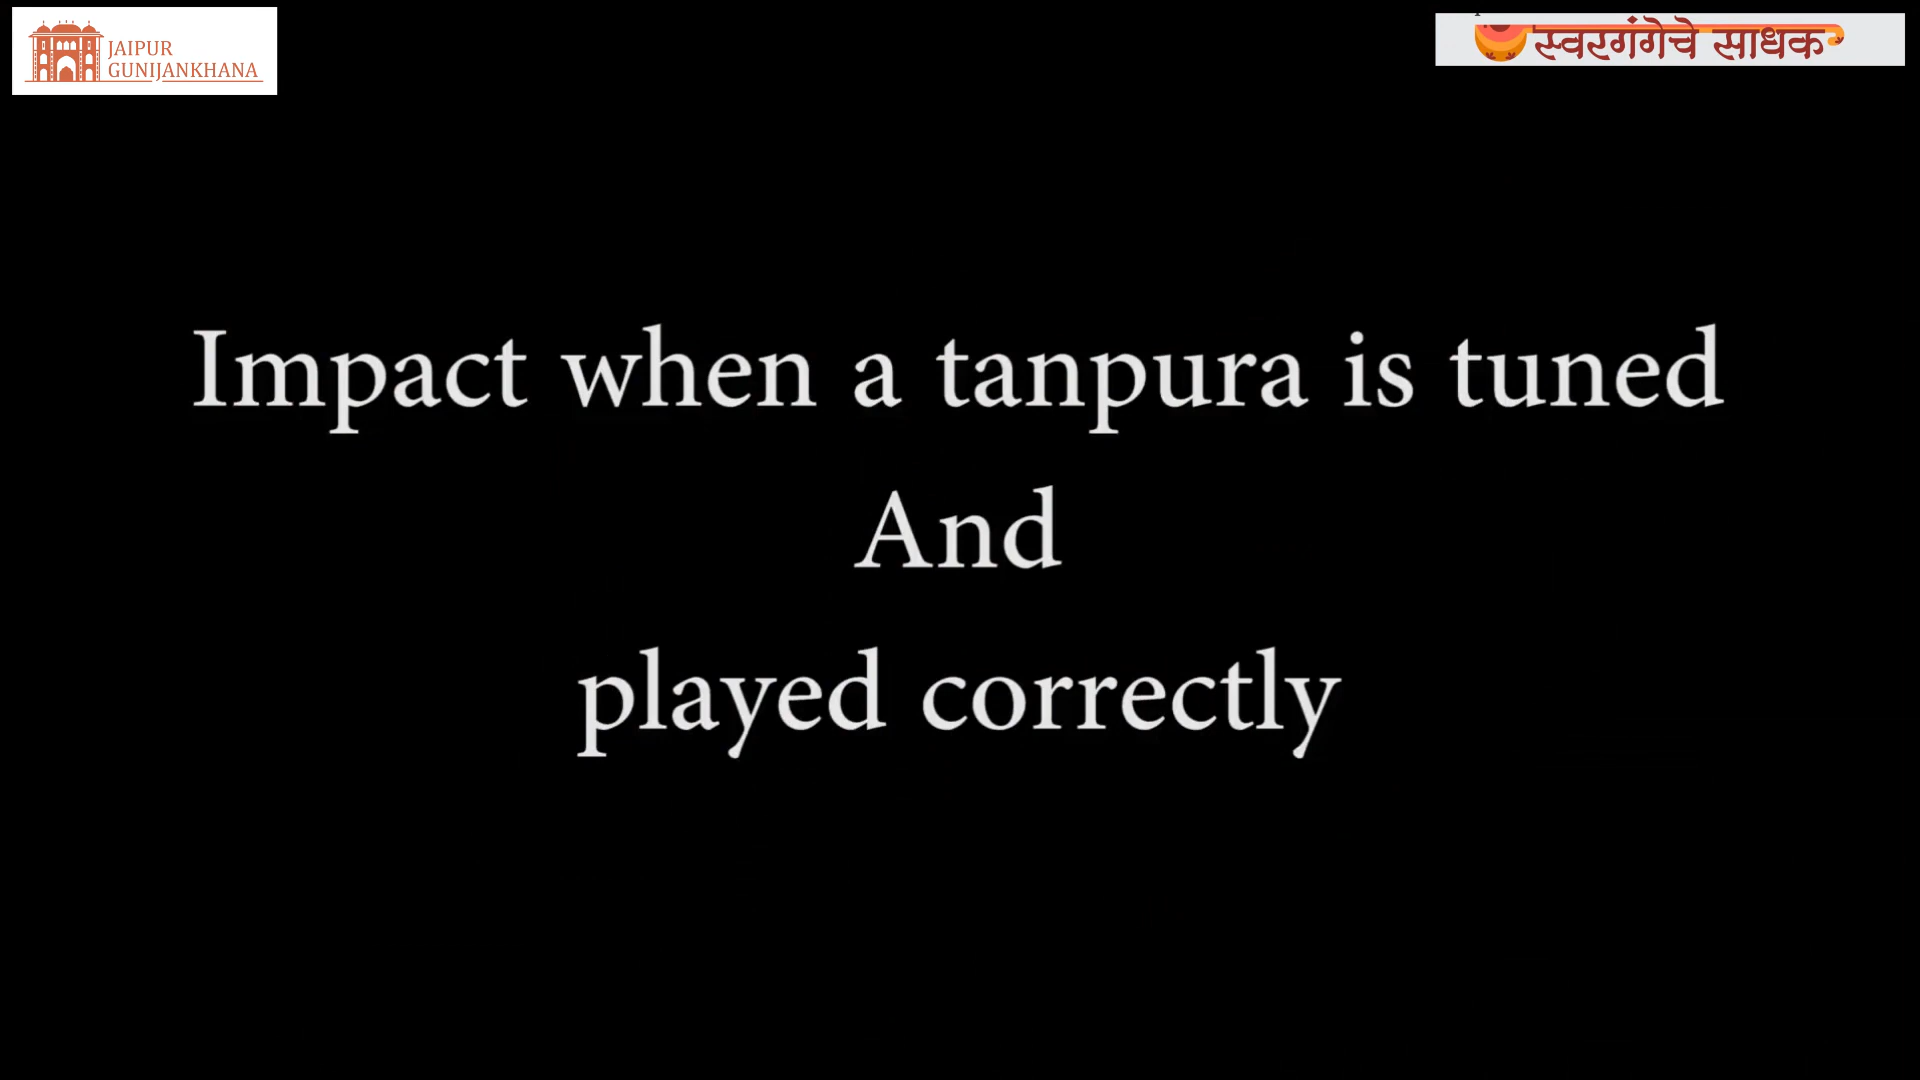 JAIPUR
GUNIJANKHANA
स्वरगंगेचे साधक
Impact when a tanpura is tuned
And
played correctly